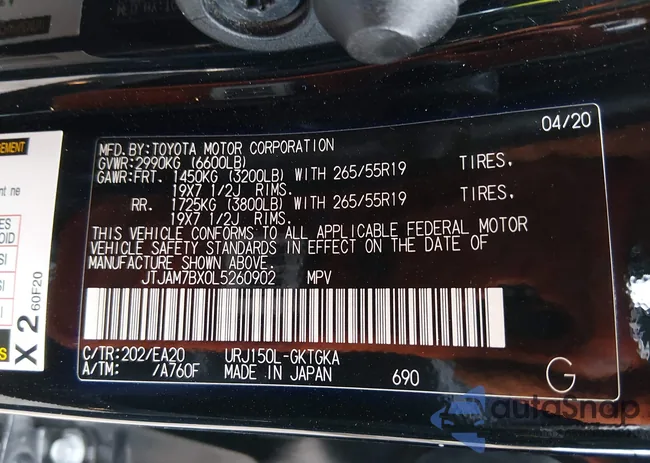 04/20
MFD.BY:TOYOTA MOTOR CORPORATION
GVWR:2990KG (6600LB)
GAWR:FRT. 1450KG (3200LB) WITH 265/55R19 TIRES,
19X7 1/2J RIMS.
RR. 1725KG (3800LB) WITH 265/55R19 TIRES,
19X7 1/2J RIMS.
THIS VEHICLE CONFORMS TO ALL APPLICABLE FEDERAL MOTOR
VEHICLE SAFETY STANDARDS IN EFFECT ON THE DATE OF
MANUFACTURE SHOWN ABOVE.
JTJAM7BX0L5260902 MPV
C/TR:202/EA20 URJ150L-GKTGKA
A/TM: /A760F MADE IN JAPAN 690
G
X 2
60F20
autoSnap